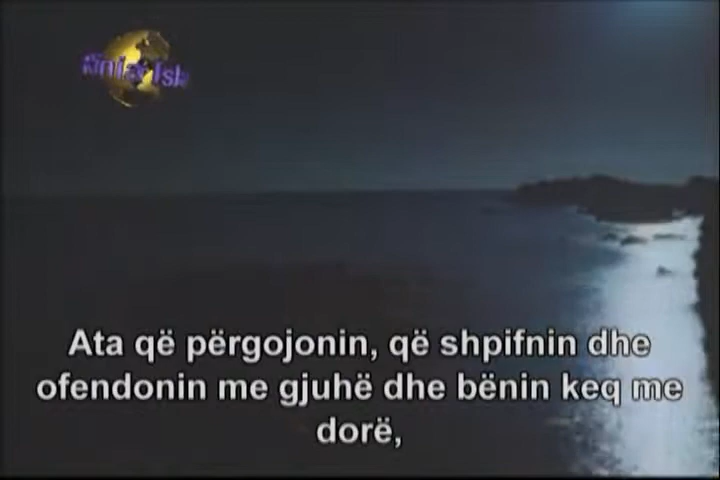 Ata që përgojonin, që shpifnin dhe
ofendonin me gjuhë dhe bënin keq me
dorë,